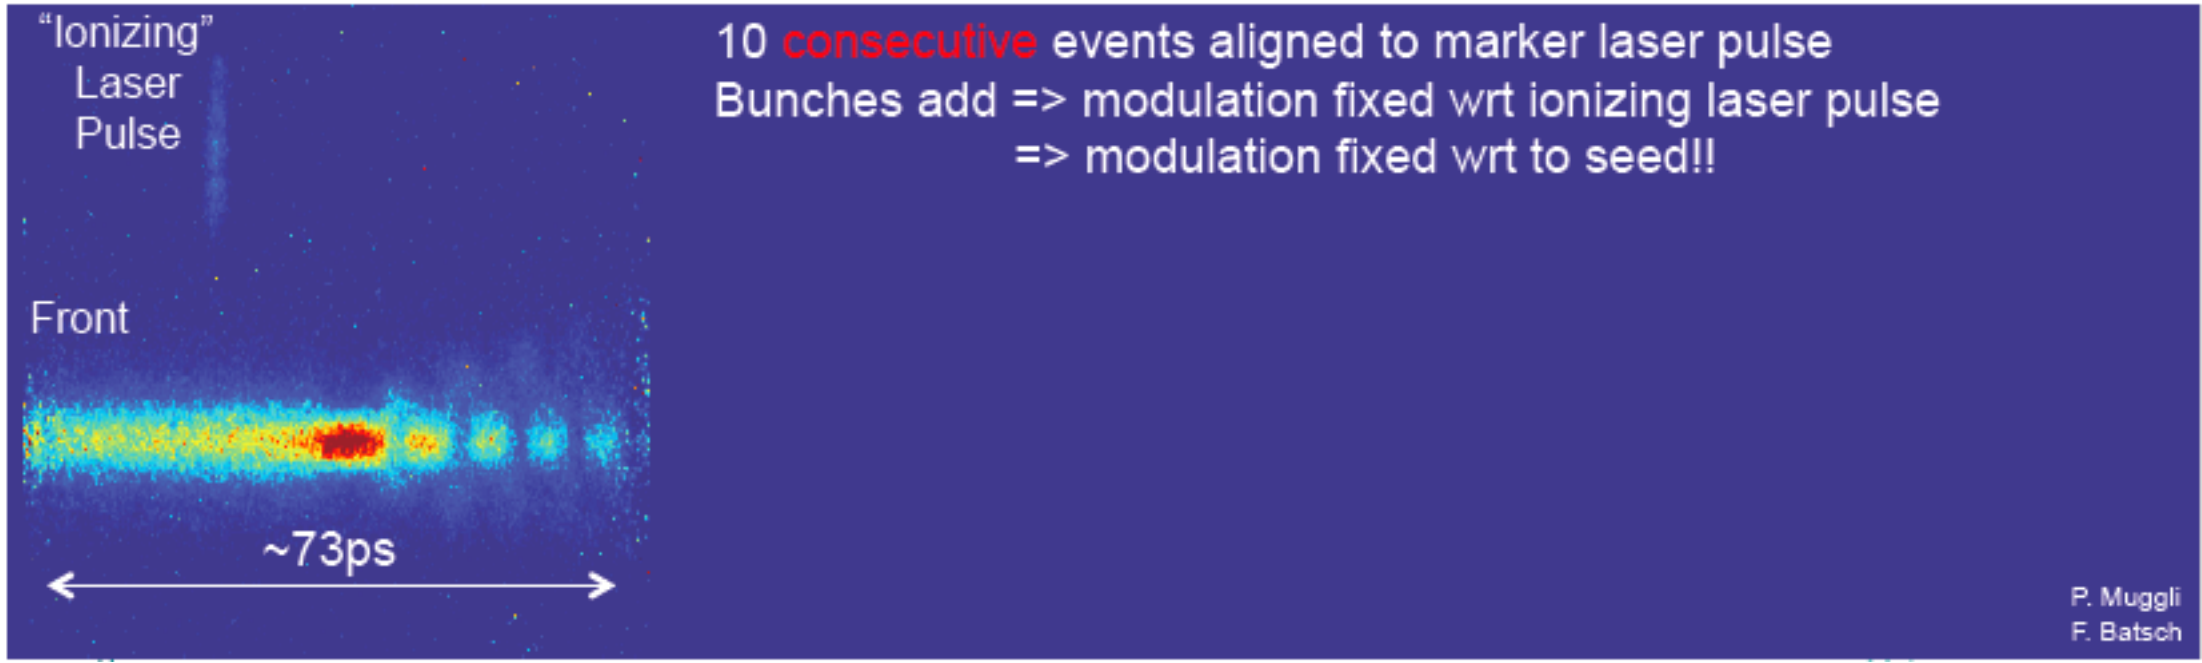 “Ionizing”
Laser
Pulse
10 consecutive events aligned to marker laser pulse
Bunches add => modulation fixed wrt ionizing laser pulse
=> modulation fixed wrt to seed!!
Front
~73ps
P. Muggli
F. Batsch